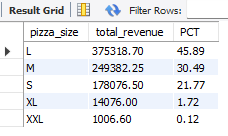 Result Grid Filter Rows:
pizza_size total_revenue PCT
L 375318.70 45.89
M 249382.25 30.49
S 178076.50 21.77
XL 14076.00 1.72
XXL 1006.60 0.12